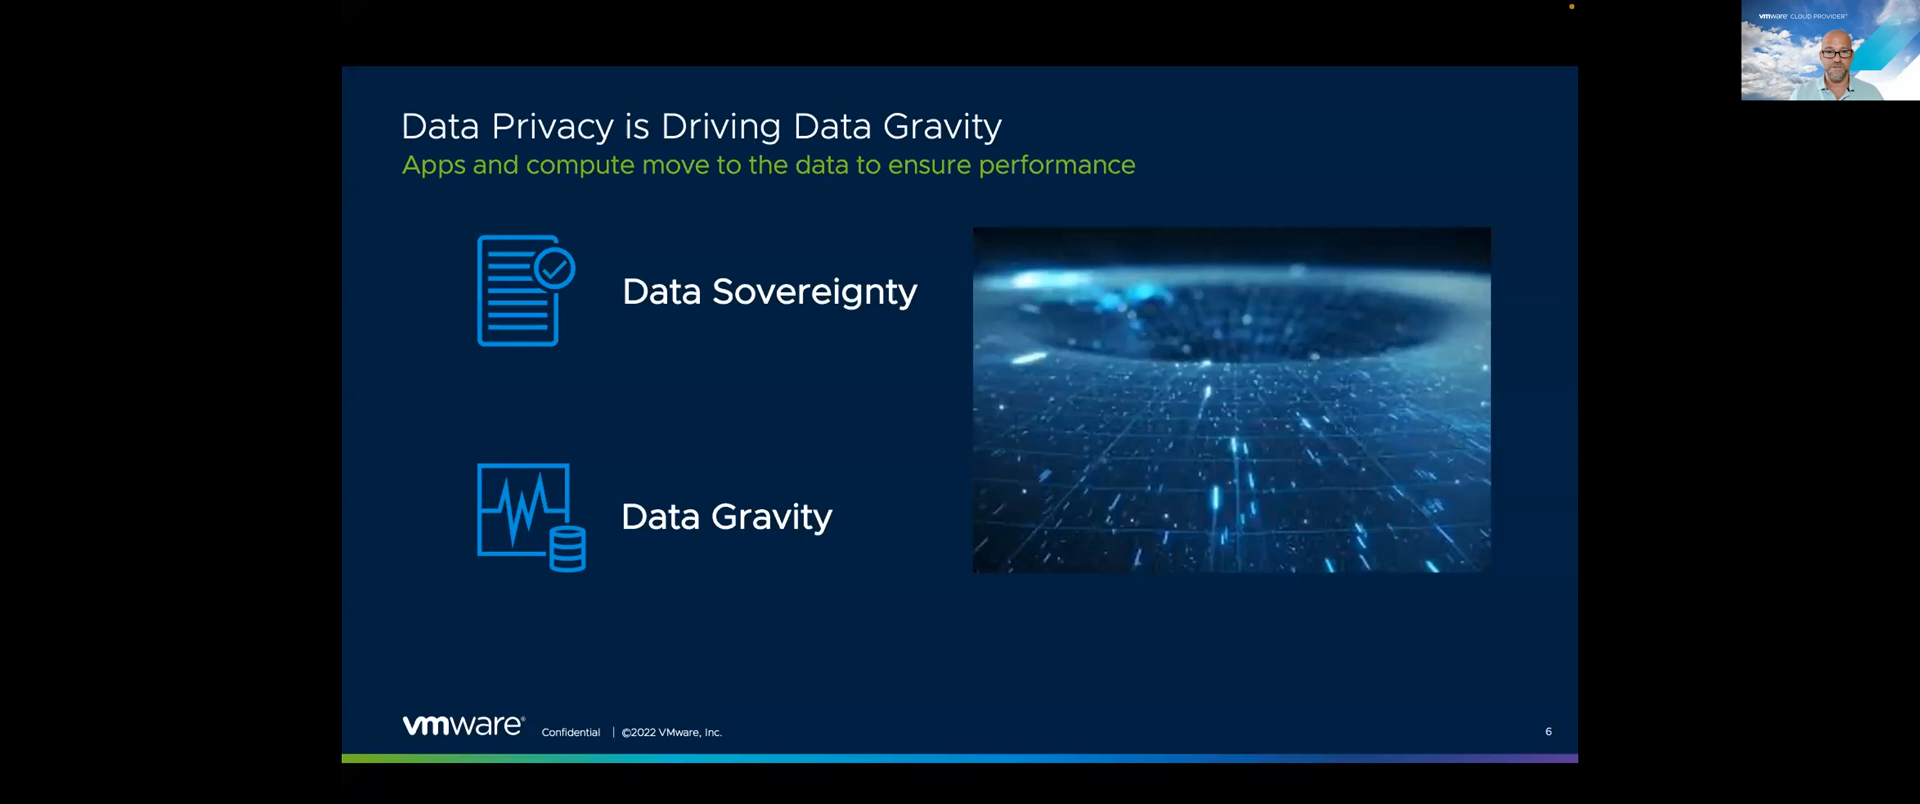 vmware® CLOUD PROVIDER™
Data Privacy is Driving Data Gravity
Apps and compute move to the data to ensure performance
Data Sovereignty
Data Gravity
vmware® Confidential | ©2022 VMware, Inc. 6